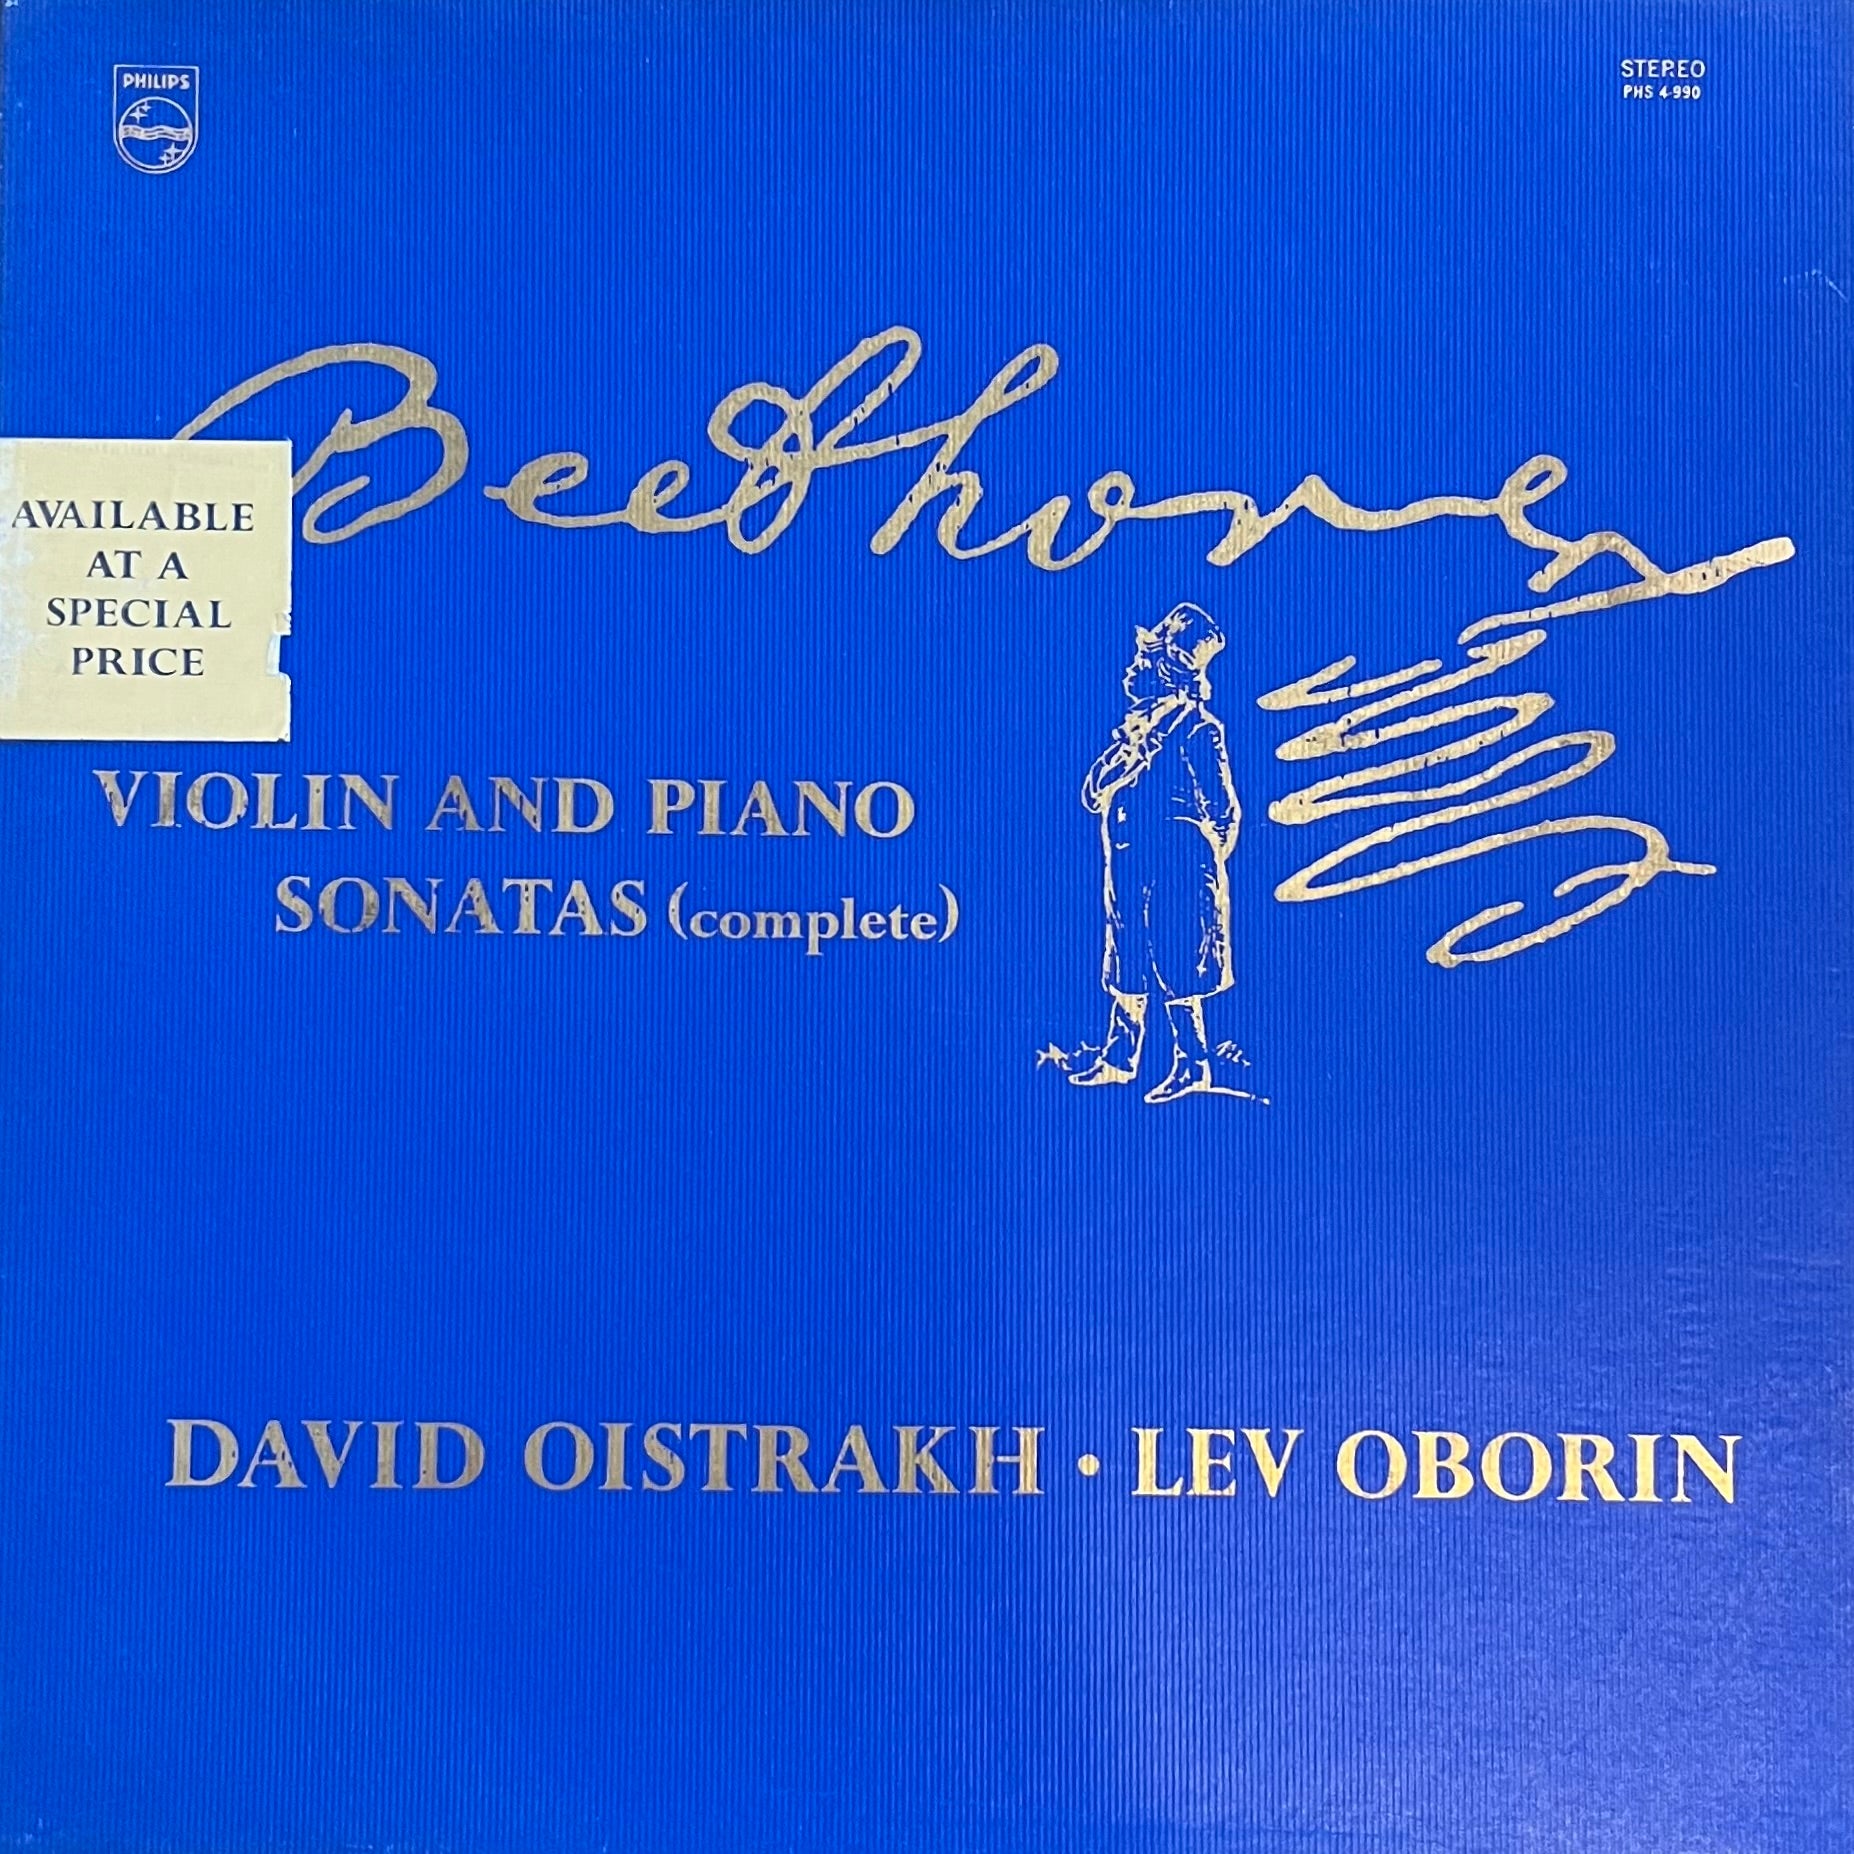 PHILIPS
STEREO
PHS 4-990
Beethoven
AVAILABLE
AT A
SPECIAL
PRICE
VIOLIN AND PIANO
SONATAS (complete)
DAVID OISTRAKH • LEV OBORIN